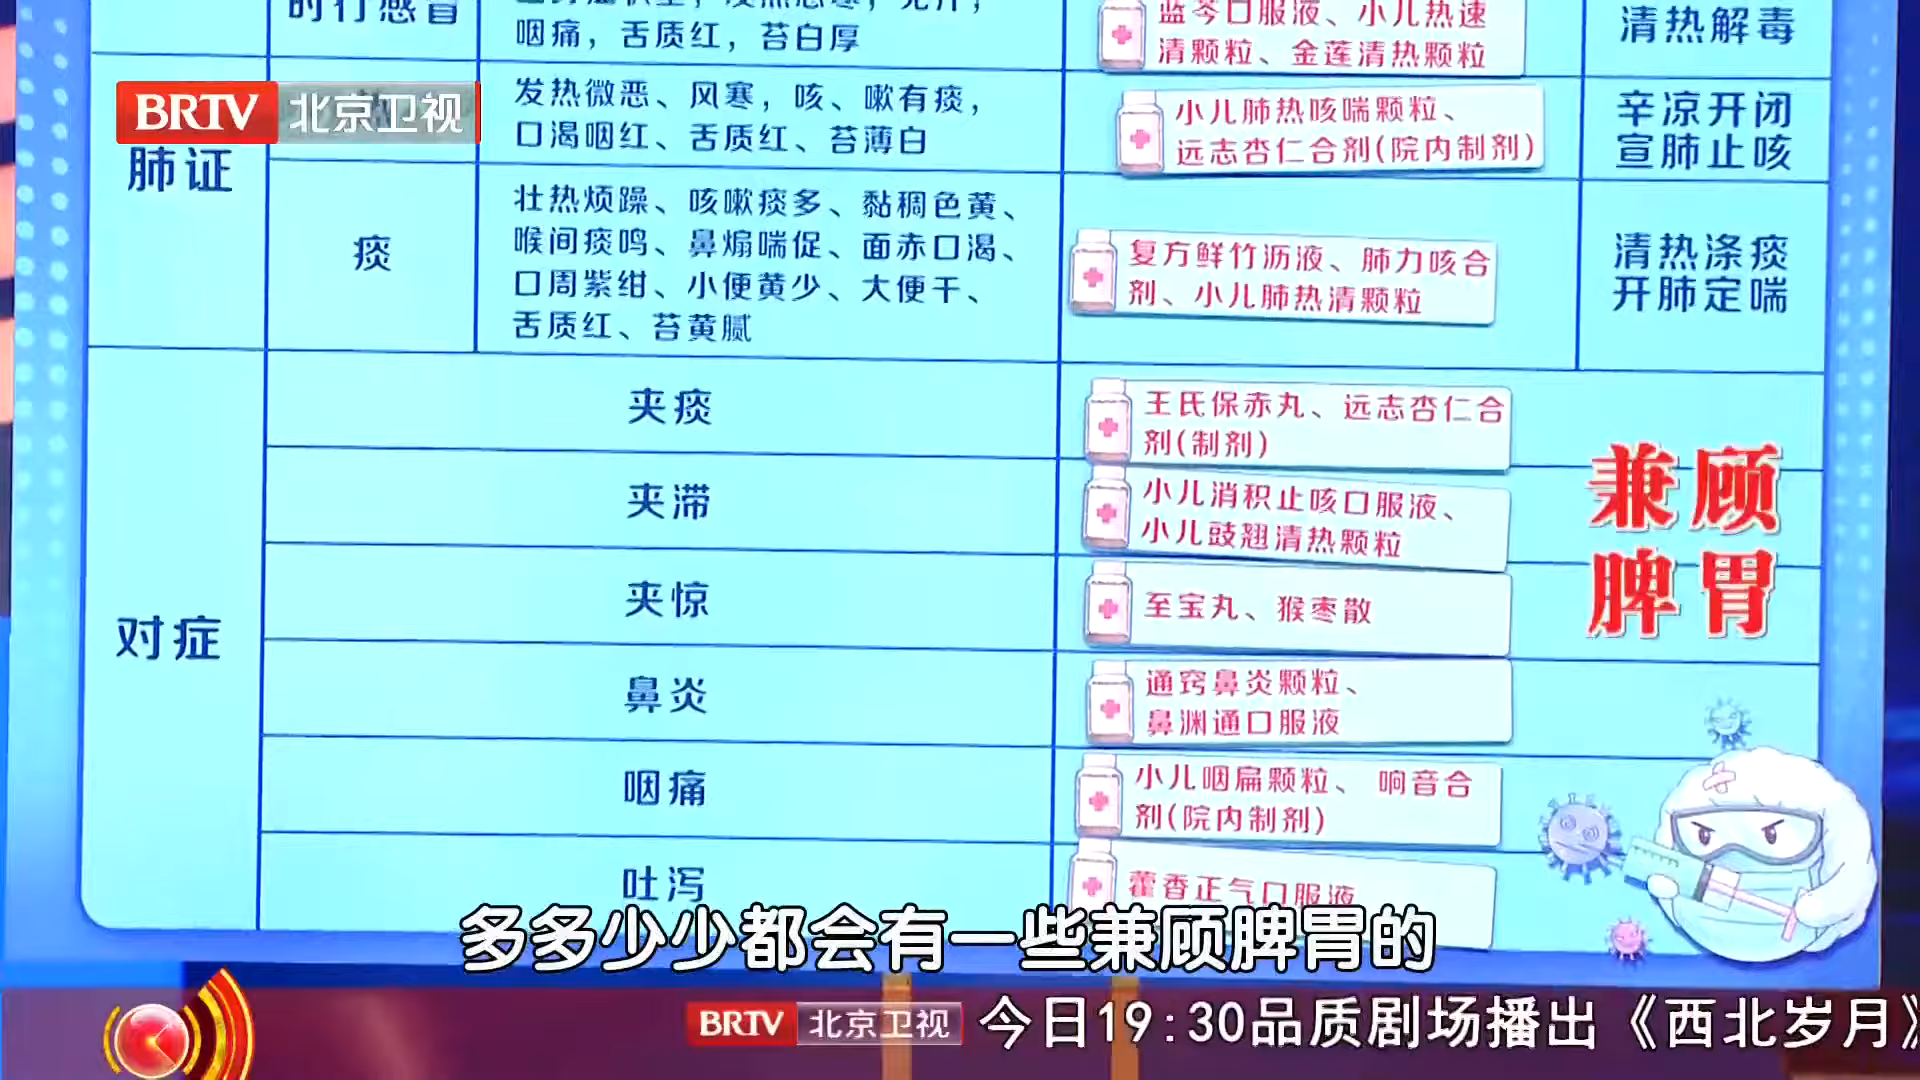 时行感冒
咽痛，舌质红，苔白厚
蓝芩口服液、小儿热速
清颗粒、金莲清热颗粒
清热解毒
BRTV 北京卫视
肺证
发热微恶、风寒，咳、嗽有痰，
口渴咽红、舌质红、苔薄白
小儿肺热咳喘颗粒、
远志杏仁合剂(院内制剂)
辛凉开闭
宣肺止咳
痰
壮热烦躁、咳嗽痰多、黏稠色黄、
喉间痰鸣、鼻煽喘促、面赤口渴、
口周紫绀、小便黄少、大便干、
舌质红、苔黄腻
复方鲜竹沥液、肺力咳合
剂、小儿肺热清颗粒
清热涤痰
开肺定喘
对症
夹痰
王氏保赤丸、远志杏仁合
剂(制剂)
夹滞
小儿消积止咳口服液、
小儿豉翘清热颗粒
夹惊
至宝丸、猴枣散
鼻炎
通窍鼻炎颗粒、
鼻渊通口服液
咽痛
小儿咽扁颗粒、 响音合
剂(院内制剂)
吐泻
藿香正气口服液
兼顾
脾胃
多多少少都会有一些兼顾脾胃的
BRTV 北京卫视 今日19:30品质剧场播出《西北岁月》